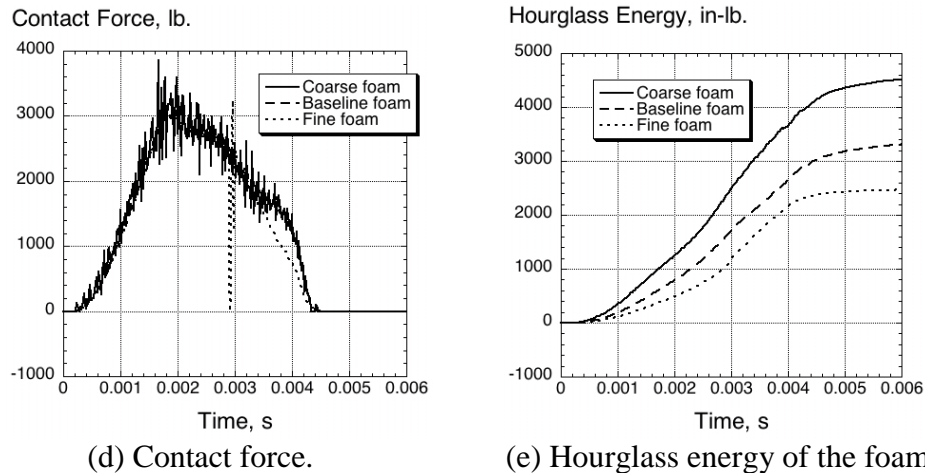 Contact Force, lb.
4000
3000
2000
1000
0
-1000
Coarse foam
Baseline foam
Fine foam
0 0.001 0.002 0.003 0.004 0.005 0.006
Time, s
(d) Contact force.
Hourglass Energy, in-lb.
5000
4000
3000
2000
1000
0
-1000
Coarse foam
Baseline foam
Fine foam
0 0.001 0.002 0.003 0.004 0.005 0.006
Time, s
(e) Hourglass energy of the foam